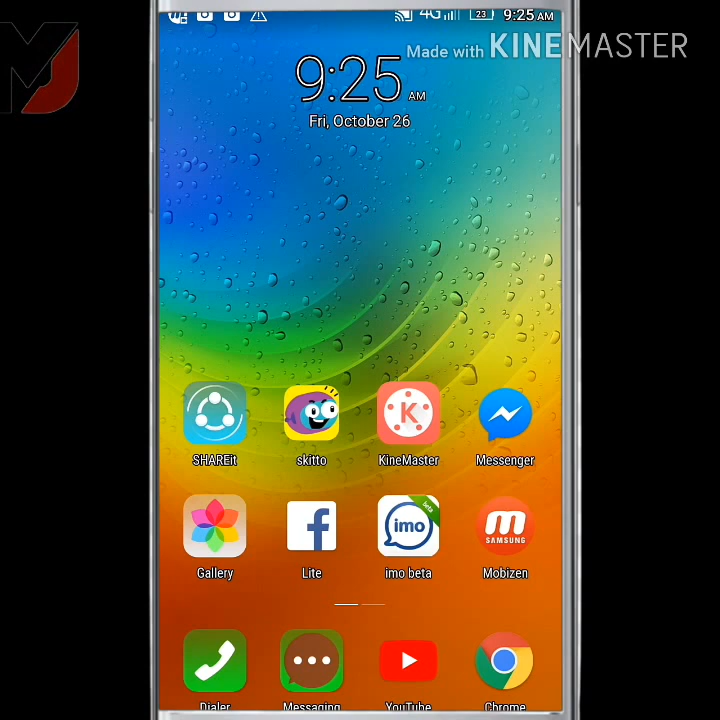 4G 23 9:25 AM
Made with KINEMASTER
9:25 AM
Fri, October 26
SHAREit skitto KineMaster Messenger
beta
imo
SAMSUNG
Gallery Lite imo beta Mobizen
Dialer Messaging YouTube Chrome